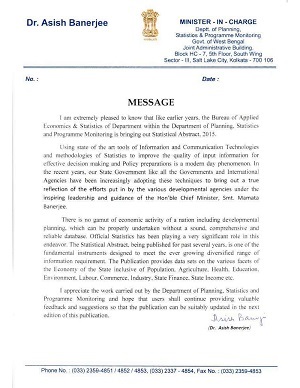 Dr. Asish Banerjee
MINISTER - IN - CHARGE
Deptt. of Planning,
Statistics & Programme Monitoring
Govt. of West Bengal
Joint Administrative Building,
Block HC - 7, 5th Floor, South Wing
Sector - III, Salt Lake City, Kolkata - 700 106
No. :
Date :
MESSAGE
I am extremely pleased to know that like earlier years, the Bureau of Applied
Economics & Statistics of Department within the Department of Planning, Statistics
and Programme Monitoring is bringing our Statistical Abstract, 2015.
Using state of the art tools of Information and Communication Technologies
and methodologies of Statistics to improve the quality of input information for
effective decision making and Policy preparations is a modern day phenomenon. In
the recent years, our State Government like all the Governments and International
Agencies have been increasingly adopting these techniques to bring out a true
reflection of the efforts put in by the various developmental agencies under the
inspiring leadership and guidance of the Hon'ble Chief Minister, Smt. Mamata
Banerjee.
There is no gamut of economic activity of a nation including developmental
planning, which can be properly undertaken without a sound, comprehensive and
reliable database. Official Statistics has been playing a very significant role in this
endeavor. The Statistical Abstract, being published for past several years, is one of the
fundamental instruments designed to meet the ever growing diversified range of
information requirement. The Publication provides data sets on the various facets of
the Economy of the State inclusive of Population, Agriculture, Health, Education,
Environment, Labour, Commerce, Industry, State Finance, State Income etc.
I appreciate the work carried out by the Department of Planning, Statistics and
Programme Monitoring and hope that users shall continue providing valuable
feedback and suggestions so that the publication can be suitably updated in the next
edition of this publication.
Asish Banerjee
(Dr. Asish Banerjee)
Phone No. : (033) 2359-4851 / 4852 / 4853, (033) 2337 - 4854, Fax No. : (033) 2359-4853